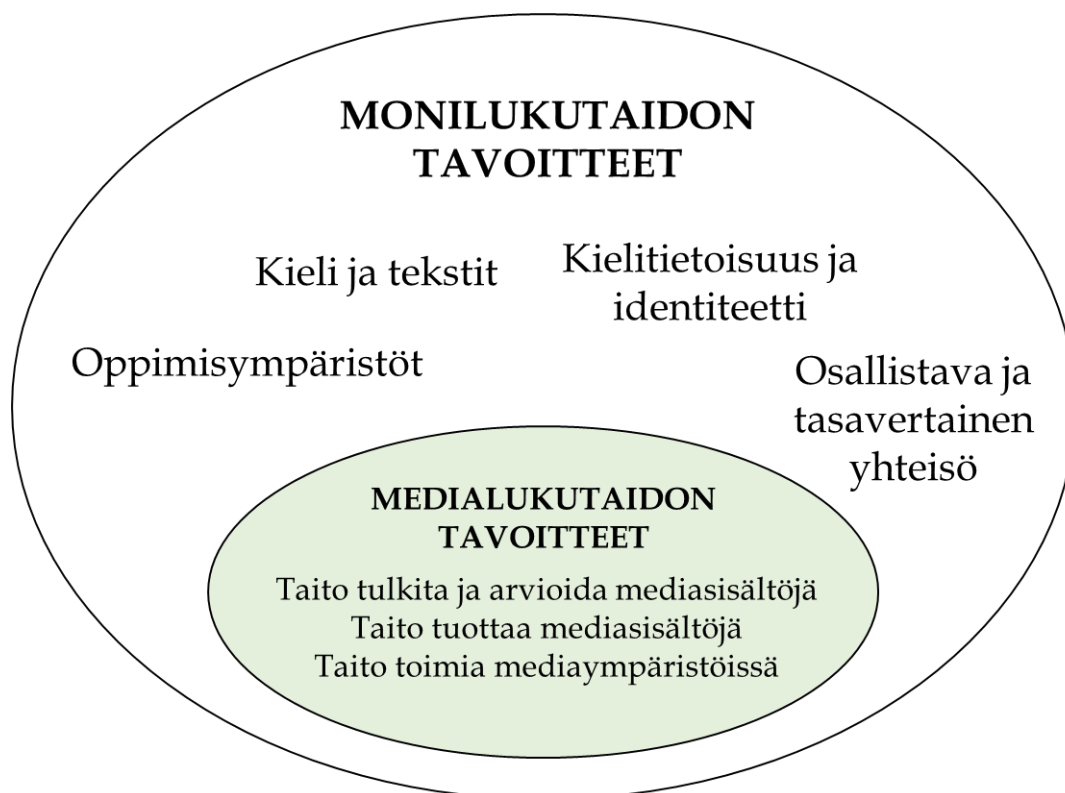 MONILUKUTAIDON
TAVOITTEET
Kieli ja tekstit
Kielitietoisuus ja
identiteetti
Oppimisympäristöt
Osallistava ja
tasavertainen
yhteisö
MEDIALUKUTAIDON
TAVOITTEET
Taito tulkita ja arvioida mediasisältöjä
Taito tuottaa mediasisältöjä
Taito toimia mediaympäristöissä